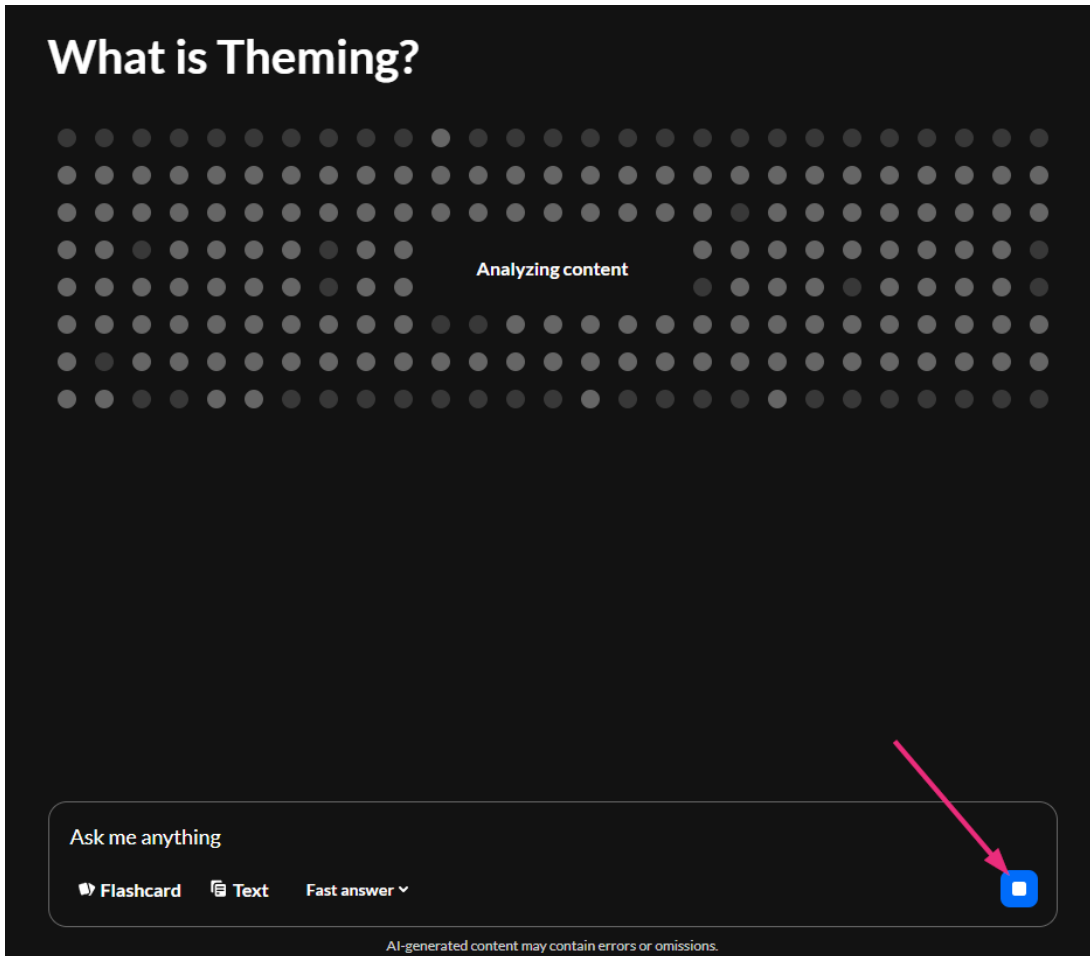 What is Theming?
Analyzing content
Ask me anything
Flashcard Text Fast answer
AI-generated content may contain errors or omissions.